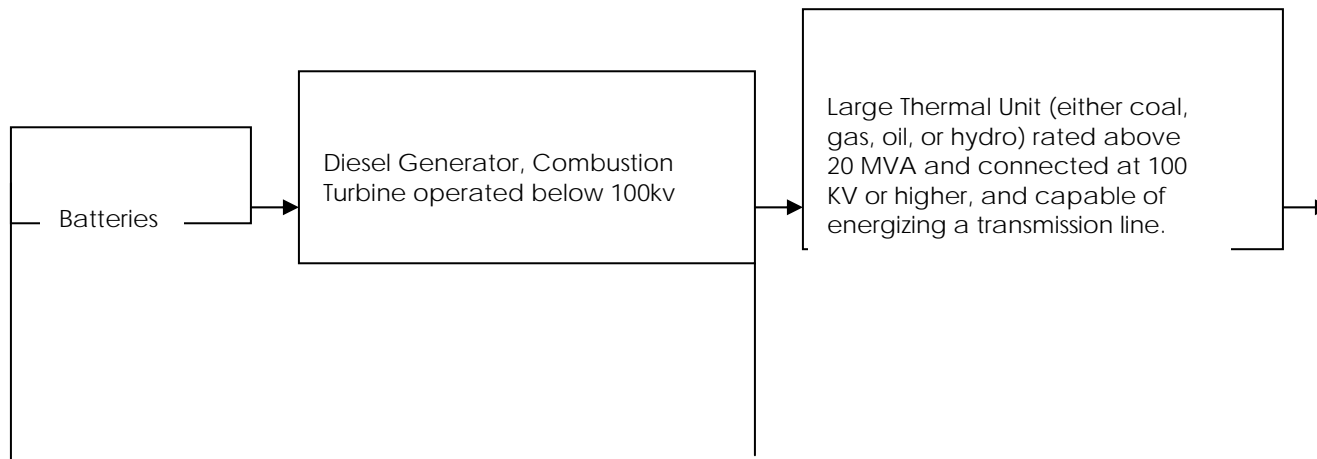 Batteries
Diesel Generator, Combustion
Turbine operated below 100kv
Large Thermal Unit (either coal,
gas, oil, or hydro) rated above
20 MVA and connected at 100
KV or higher, and capable of
energizing a transmission line.